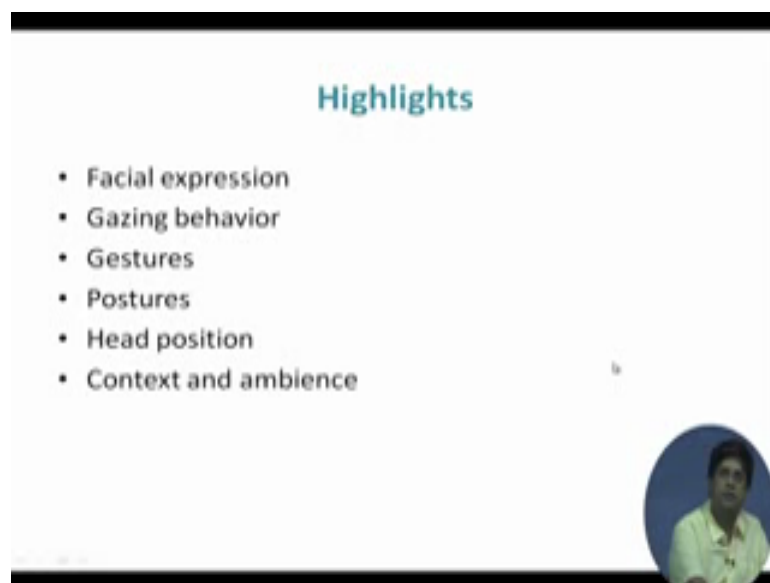 Highlights
• Facial expression
• Gazing behavior
• Gestures
• Postures
• Head position
• Context and ambience